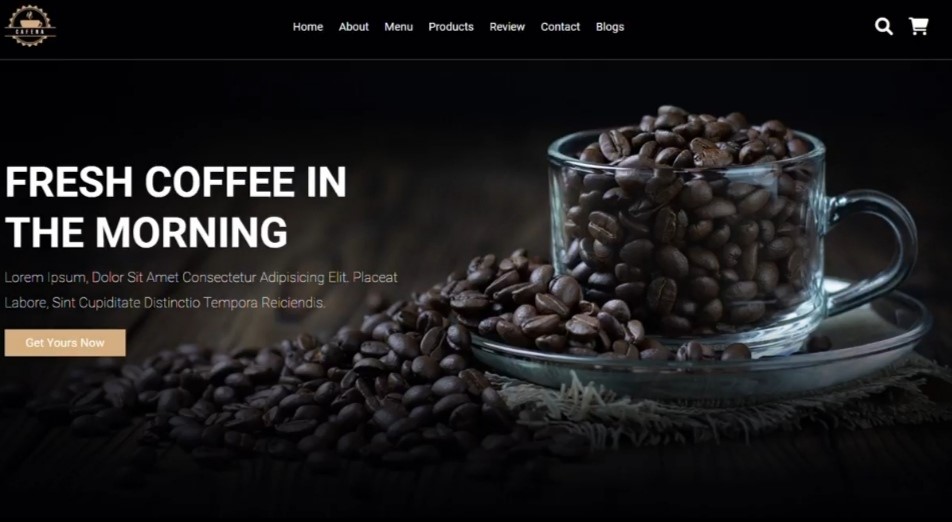 CAFENA
Home About Menu Products Review Contact Blogs
FRESH COFFEE IN
THE MORNING
Lorem Ipsum, Dolor Sit Amet Consectetur Adipisicing Elit. Placeat
Labore, Sint Cupiditate Distinctio Tempora Reiciendis.
Get Yours Now